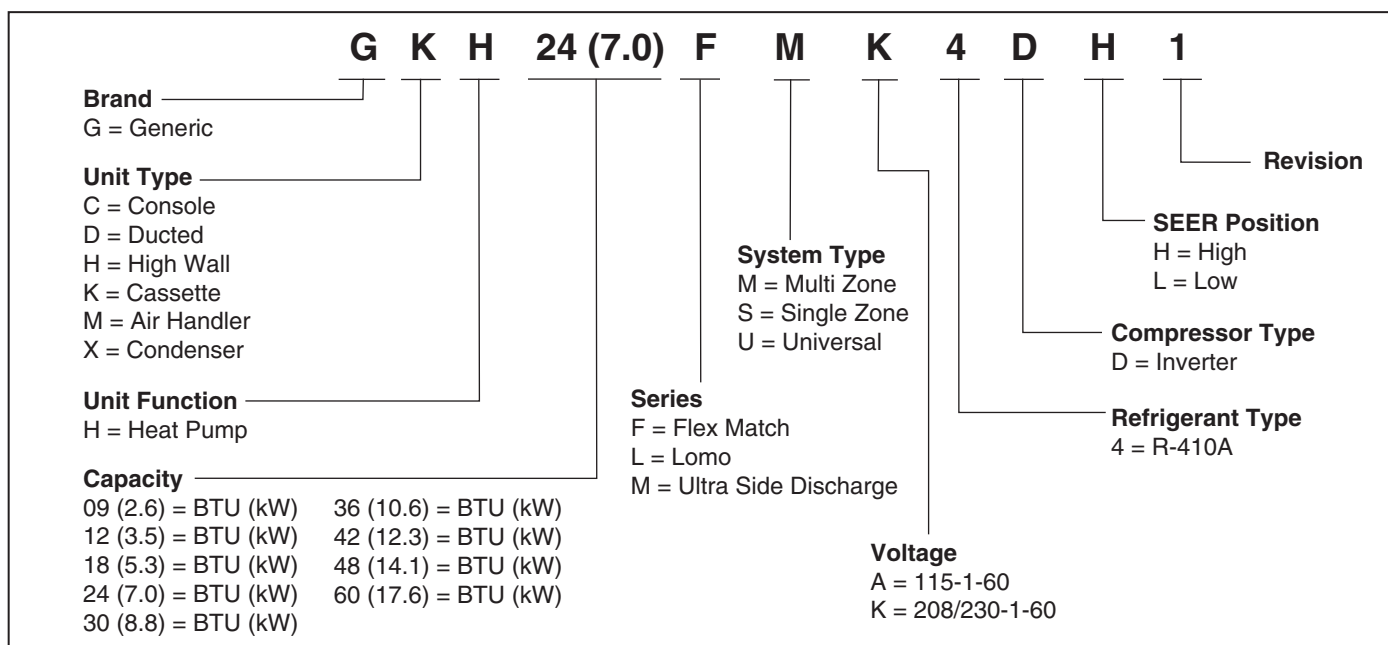 G K H 24 (7.0) F M K 4 D H 1
Brand
G = Generic
Unit Type
C = Console
D = Ducted
H = High Wall
K = Cassette
M = Air Handler
X = Condenser
Unit Function
H = Heat Pump
Capacity
09 (2.6) = BTU (kW) 36 (10.6) = BTU (kW)
12 (3.5) = BTU (kW) 42 (12.3) = BTU (kW)
18 (5.3) = BTU (kW) 48 (14.1) = BTU (kW)
24 (7.0) = BTU (kW) 60 (17.6) = BTU (kW)
30 (8.8) = BTU (kW)
Series
F = Flex Match
L = Lomo
M = Ultra Side Discharge
System Type
M = Multi Zone
S = Single Zone
U = Universal
Voltage
A = 115-1-60
K = 208/230-1-60
Refrigerant Type
4 = R-410A
Compressor Type
D = Inverter
SEER Position
H = High
L = Low
Revision